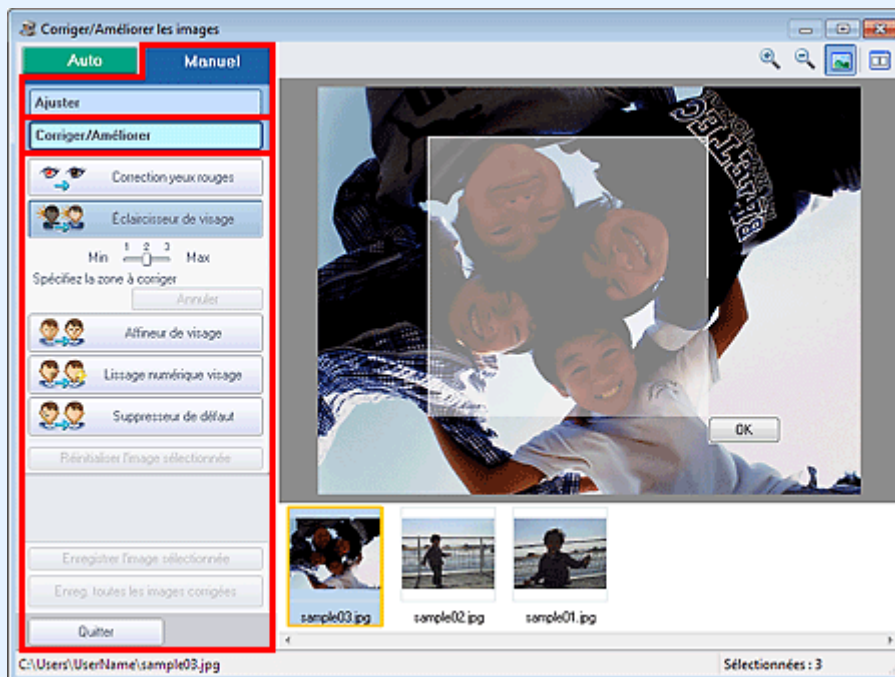 Corriger/Améliorer les images
Auto
Manuel
Ajuster
Corriger/Améliorer
Correction yeux rouges
Éclaircisseur de visage
1 2 3
Min Max
Spécifiez la zone à corriger
Annuler
Affineur de visage
Lissage numérique visage
Suppresseur de défaut
Réinitialiser l'image sélectionnée
Enregistrer l'image sélectionnée
Enreg. toutes les images corrigées
Quitter
OK
sample03.jpg
sample02.jpg
sample01.jpg
C:\Users\UserName\sample03.jpg
Sélectionnées : 3